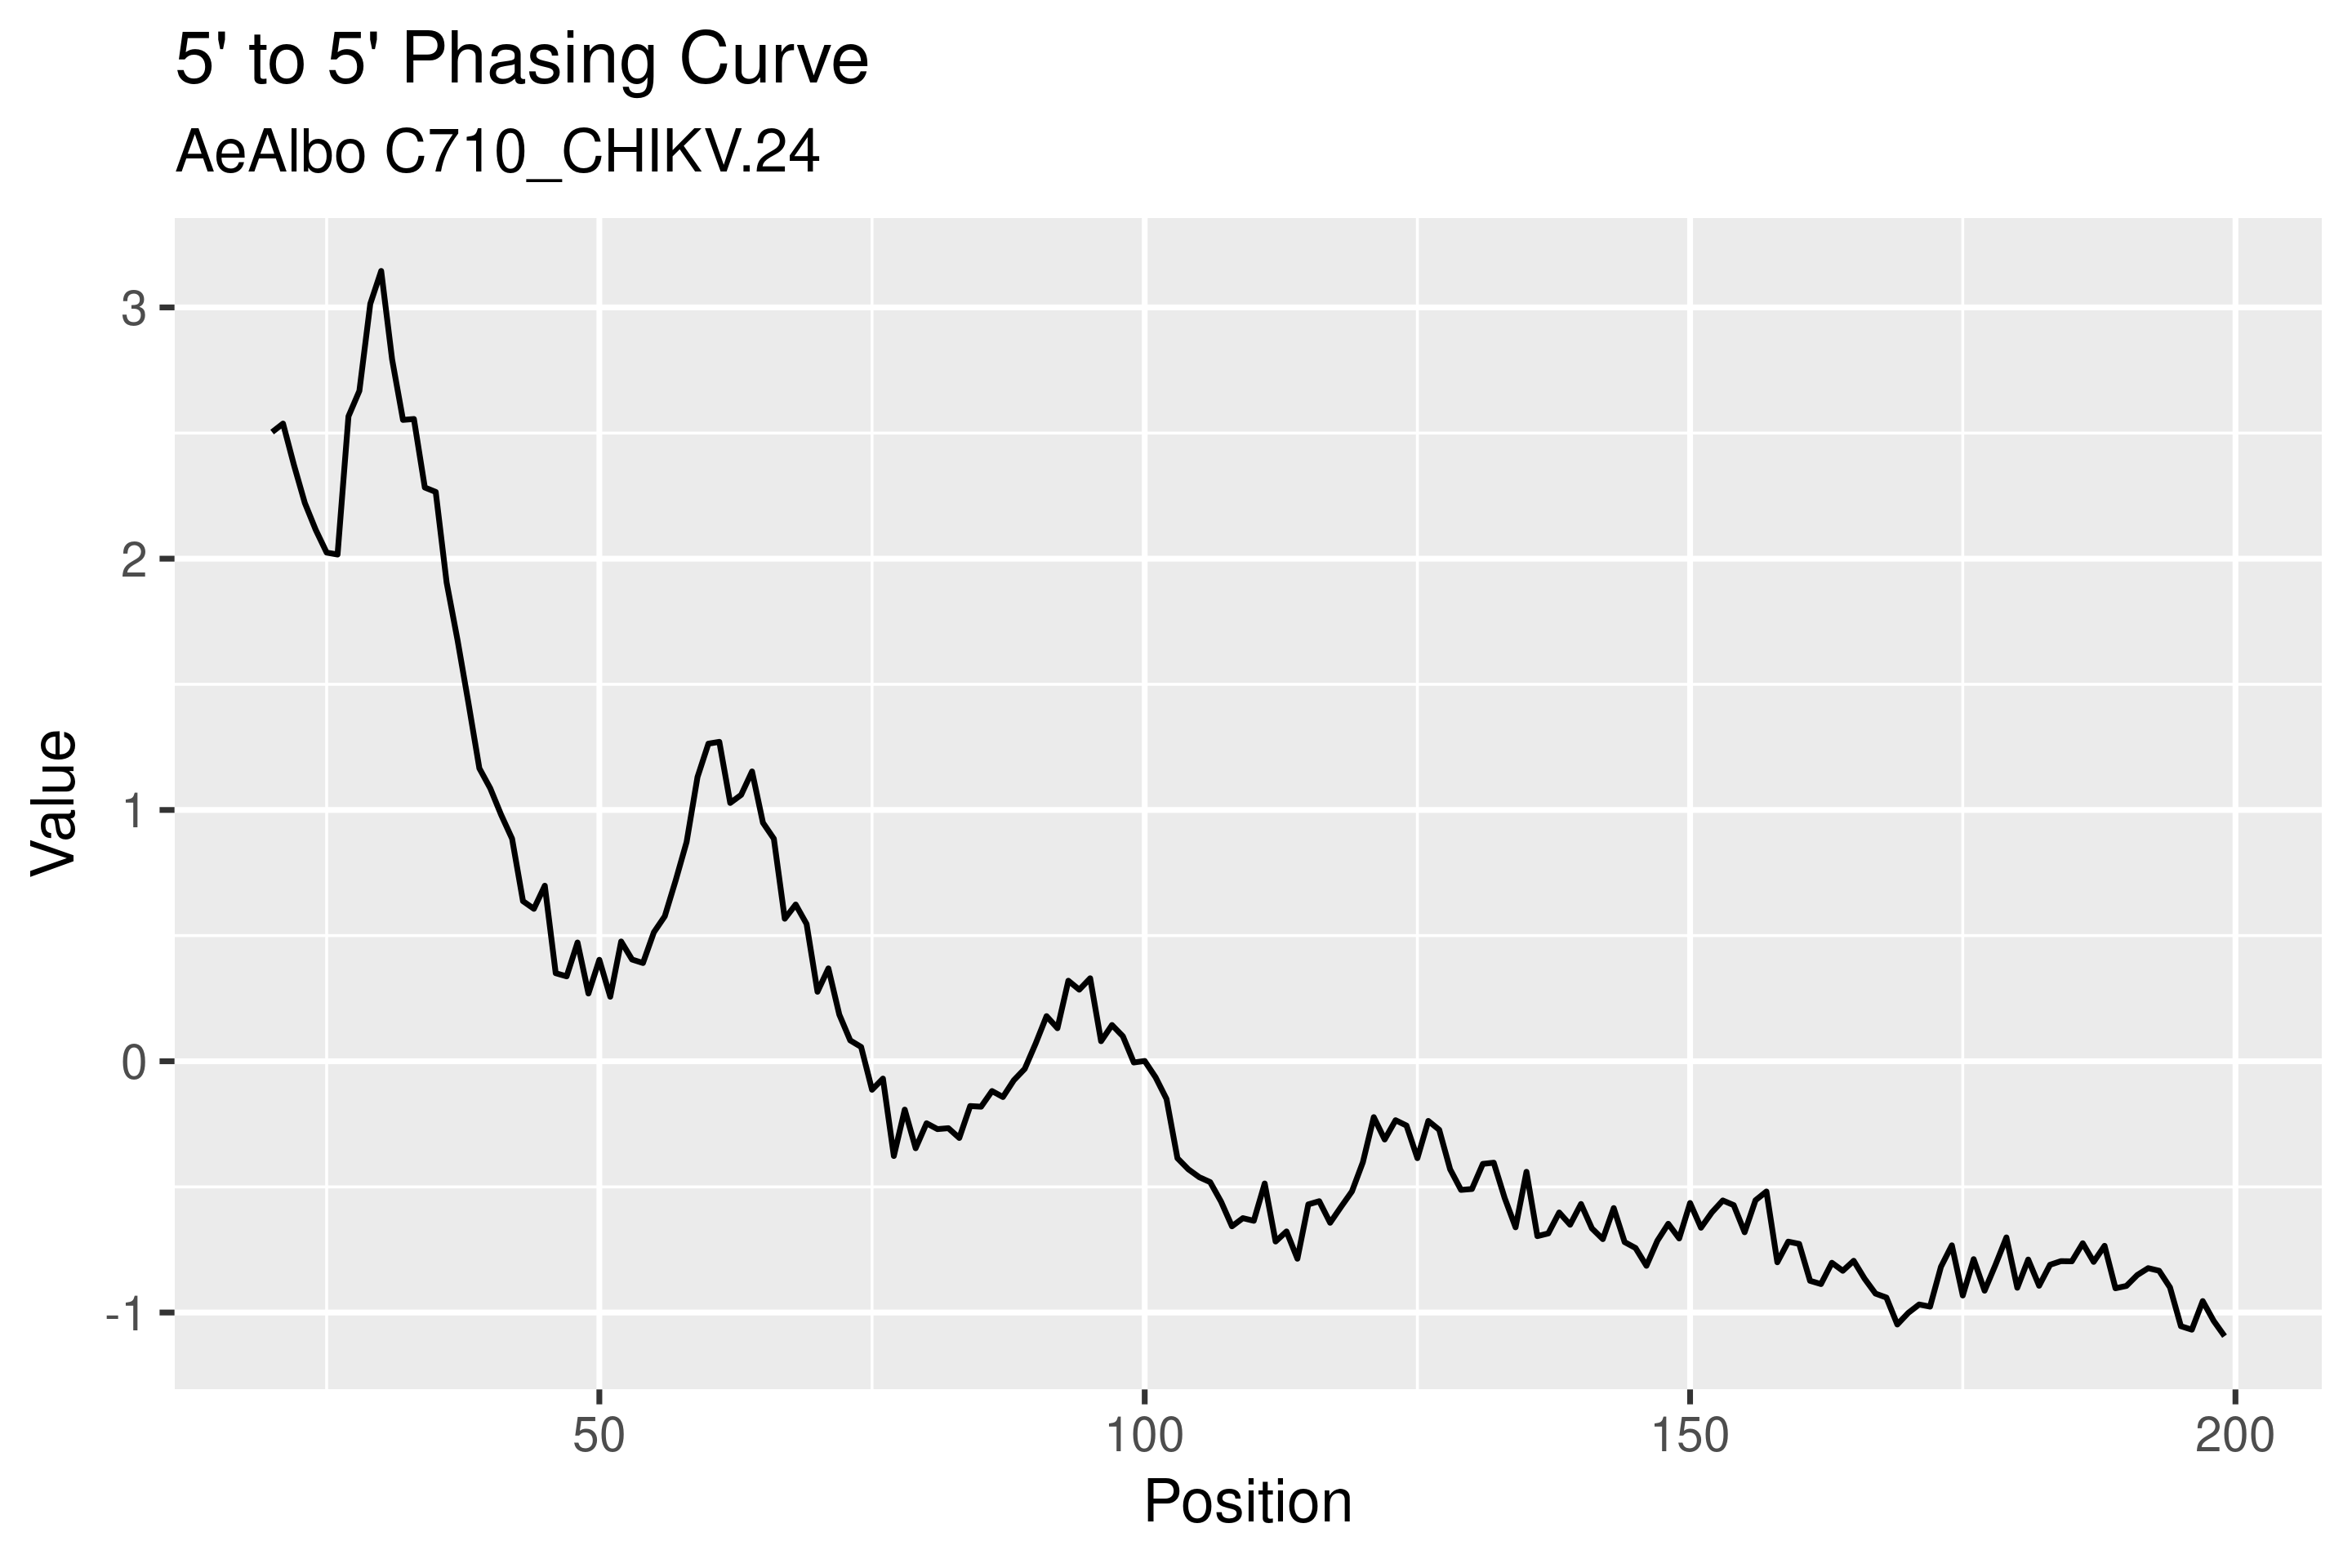 5' to 5' Phasing Curve
AeAlbo C710_CHIKV.24
Value
3
2
1
0
-1
50 100 150 200
Position